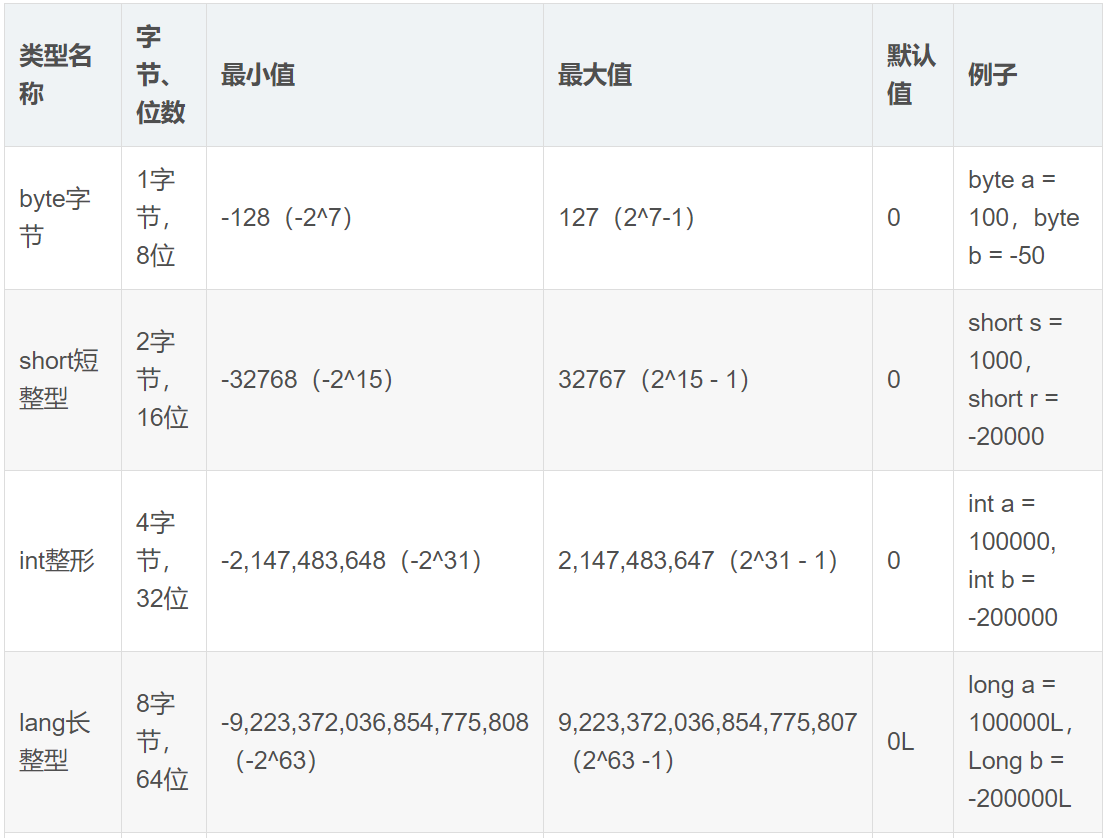 类型名
称
字
节、
位数
最小值
最大值
默认
值
例子
byte字
节
1字
节，
8位
-128（-2^7）
127（2^7-1）
0
byte a =
100，byte
b = -50
short短
整型
2字
节，
16位
-32768（-2^15）
32767（2^15 - 1）
0
short s =
1000，
short r =
-20000
int整形
4字
节，
32位
-2,147,483,648（-2^31）
2,147,483,647（2^31 - 1）
0
int a =
100000,
int b =
-200000
lang长
整型
8字
节，
64位
-9,223,372,036,854,775,808
（-2^63）
9,223,372,036,854,775,807
（2^63 -1）
0L
long a =
100000L，
Long b =
-200000L